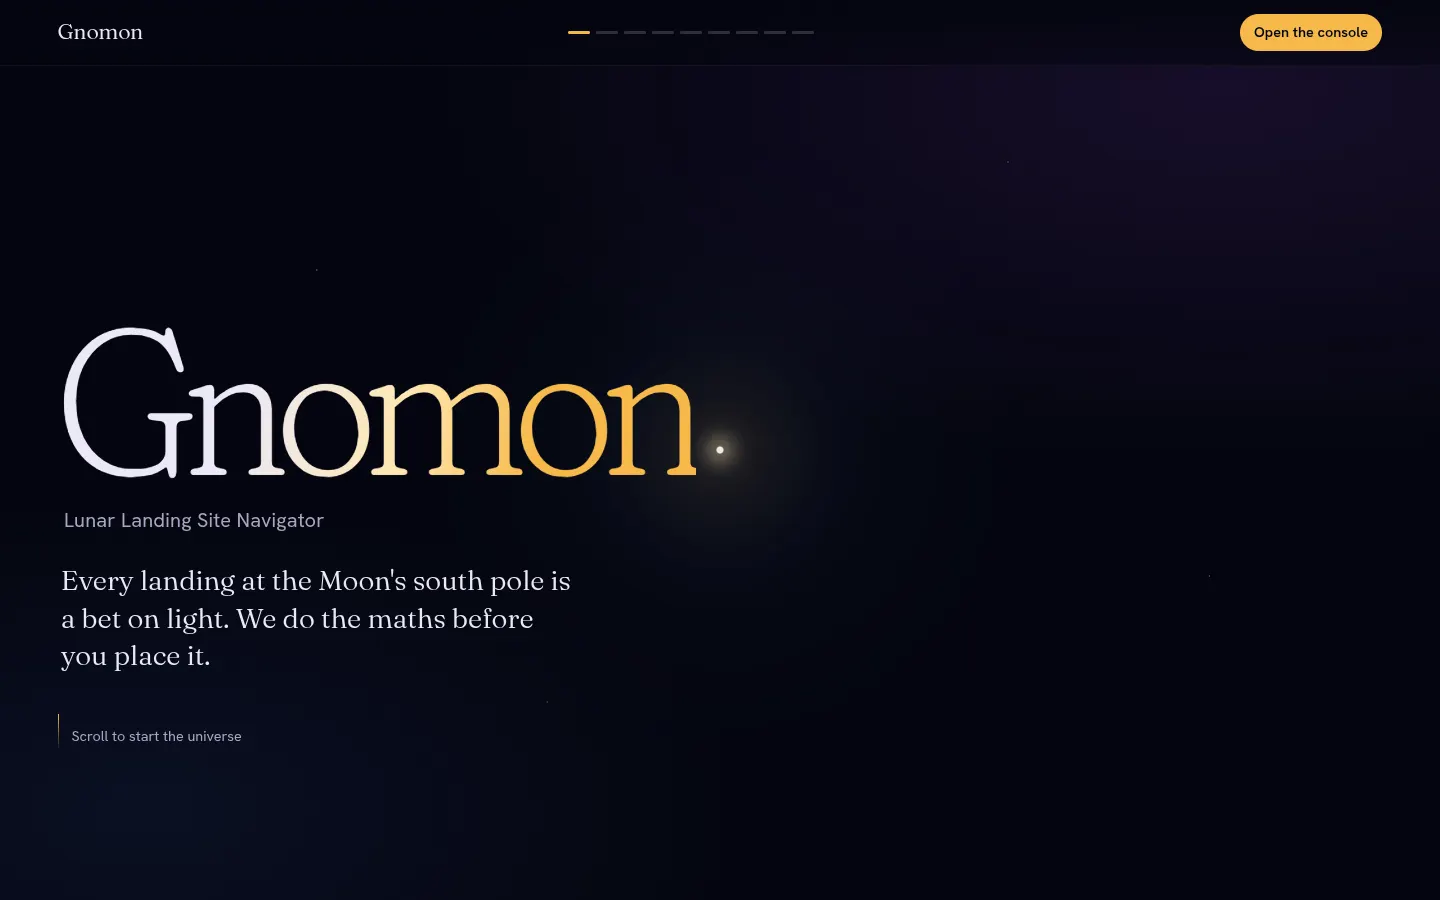 Gnomon
Open the console
Gnomon
Lunar Landing Site Navigator
Every landing at the Moon's south pole is
a bet on light. We do the maths before
you place it.
Scroll to start the universe